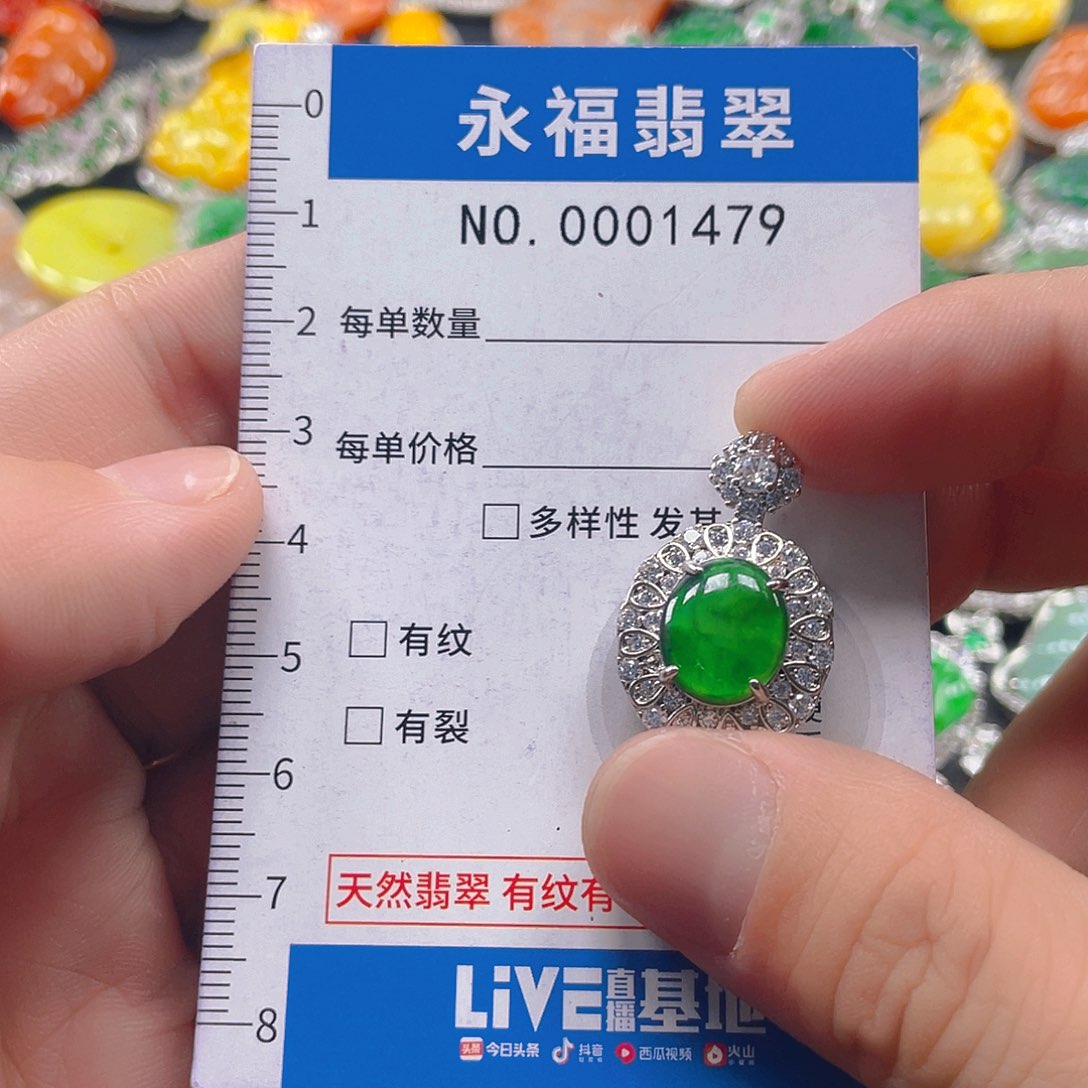 永福翡翠
NO. 0001479
0
1
2
3
4
5
6
7
8
每单数量
每单价格
□多样性 发
□有纹
□有裂
天然翡翠 有纹有
LiVE直播基地
头条 今日头条 抖音 西瓜视频 火山